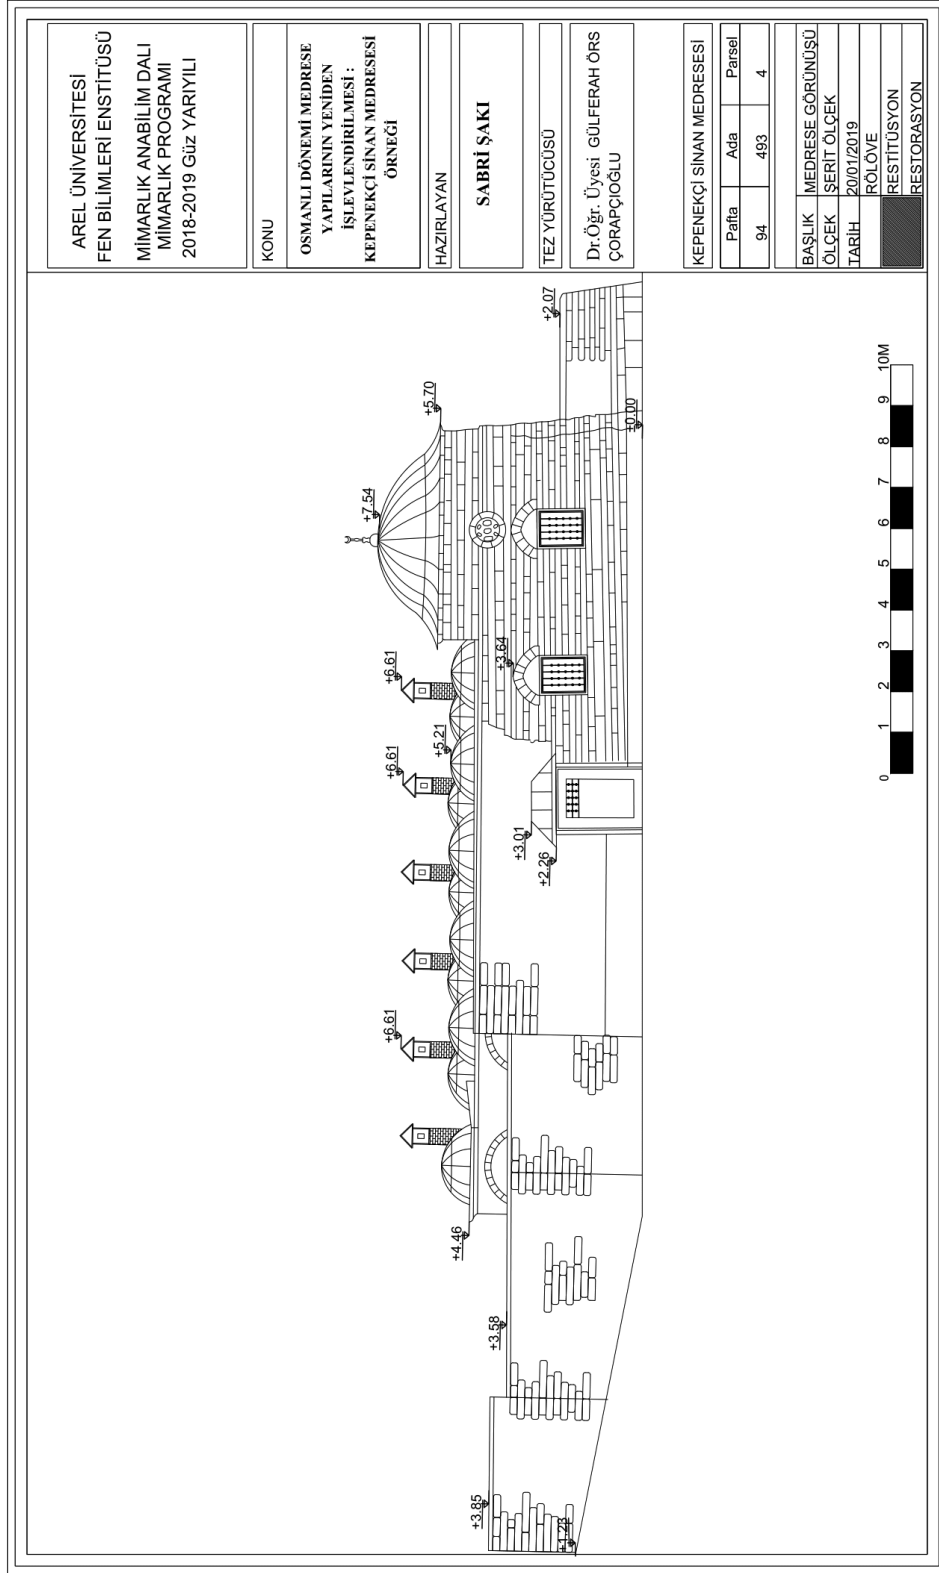 AREL ÜNİVERSİTESİ
FEN BİLİMLERİ ENSTİTÜSÜ
MİMARLIK ANABİLİM DALI
MİMARLIK PROGRAMI
2018-2019 Güz YARIYILI
KONU
OSMANLI DÖNEMİ MEDRESE
YAPILARININ YENİDEN
İŞLEVLENDİRİLMESİ :
KEPENEKÇİ SİNAN MEDRESESİ
ÖRNEĞİ
HAZIRLAYAN
SABRİ ŞAKI
TEZ YÜRÜTÜCÜSÜ
Dr.Öğr. Üyesi GÜLFERAH ÖRS
ÇORAPÇIOĞLU
KEPENEKÇİ SİNAN MEDRESESİ
Pafta Ada Parsel
94 493 4
BAŞLIK MEDRESE GÖRÜNÜŞÜ
ÖLÇEK ŞERİT ÖLÇEK
TARİH 20/01/2019
RÖLÖVE
RESTİTÜSYON
RESTORASYON
+7.54
+6.61
+6.61
+6.61
+5.70
+5.21
+4.46
+3.85
+3.58
+3.64
+3.01
+2.26
+2.07
+1.23
±0.00
0 1 2 3 4 5 6 7 8 9 10M